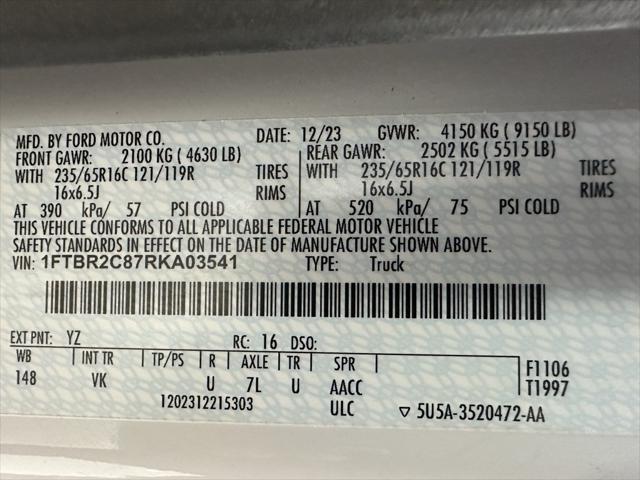 MFD. BY FORD MOTOR CO. DATE: 12/23 GVWR: 4150 KG ( 9150 LB)
FRONT GAWR: 2100 KG ( 4630 LB) REAR GAWR: 2502 KG ( 5515 LB)
WITH 235/65R16C 121/119R TIRES WITH 235/65R16C 121/119R TIRES
16x6.5J RIMS 16x6.5J RIMS
AT 390 kPa/ 57 PSI COLD AT 520 kPa/ 75 PSI COLD
THIS VEHICLE CONFORMS TO ALL APPLICABLE FEDERAL MOTOR VEHICLE
SAFETY STANDARDS IN EFFECT ON THE DATE OF MANUFACTURE SHOWN ABOVE.
VIN: 1FTBR2C87RKA03541 TYPE: Truck
EXT PNT: YZ RC: 16 DSO:
WB INT TR TP/PS R AXLE TR SPR F1106
148 VK U 7L U AACC T1997
1202312215303 ULC ▽ 5U5A-3520472-AA